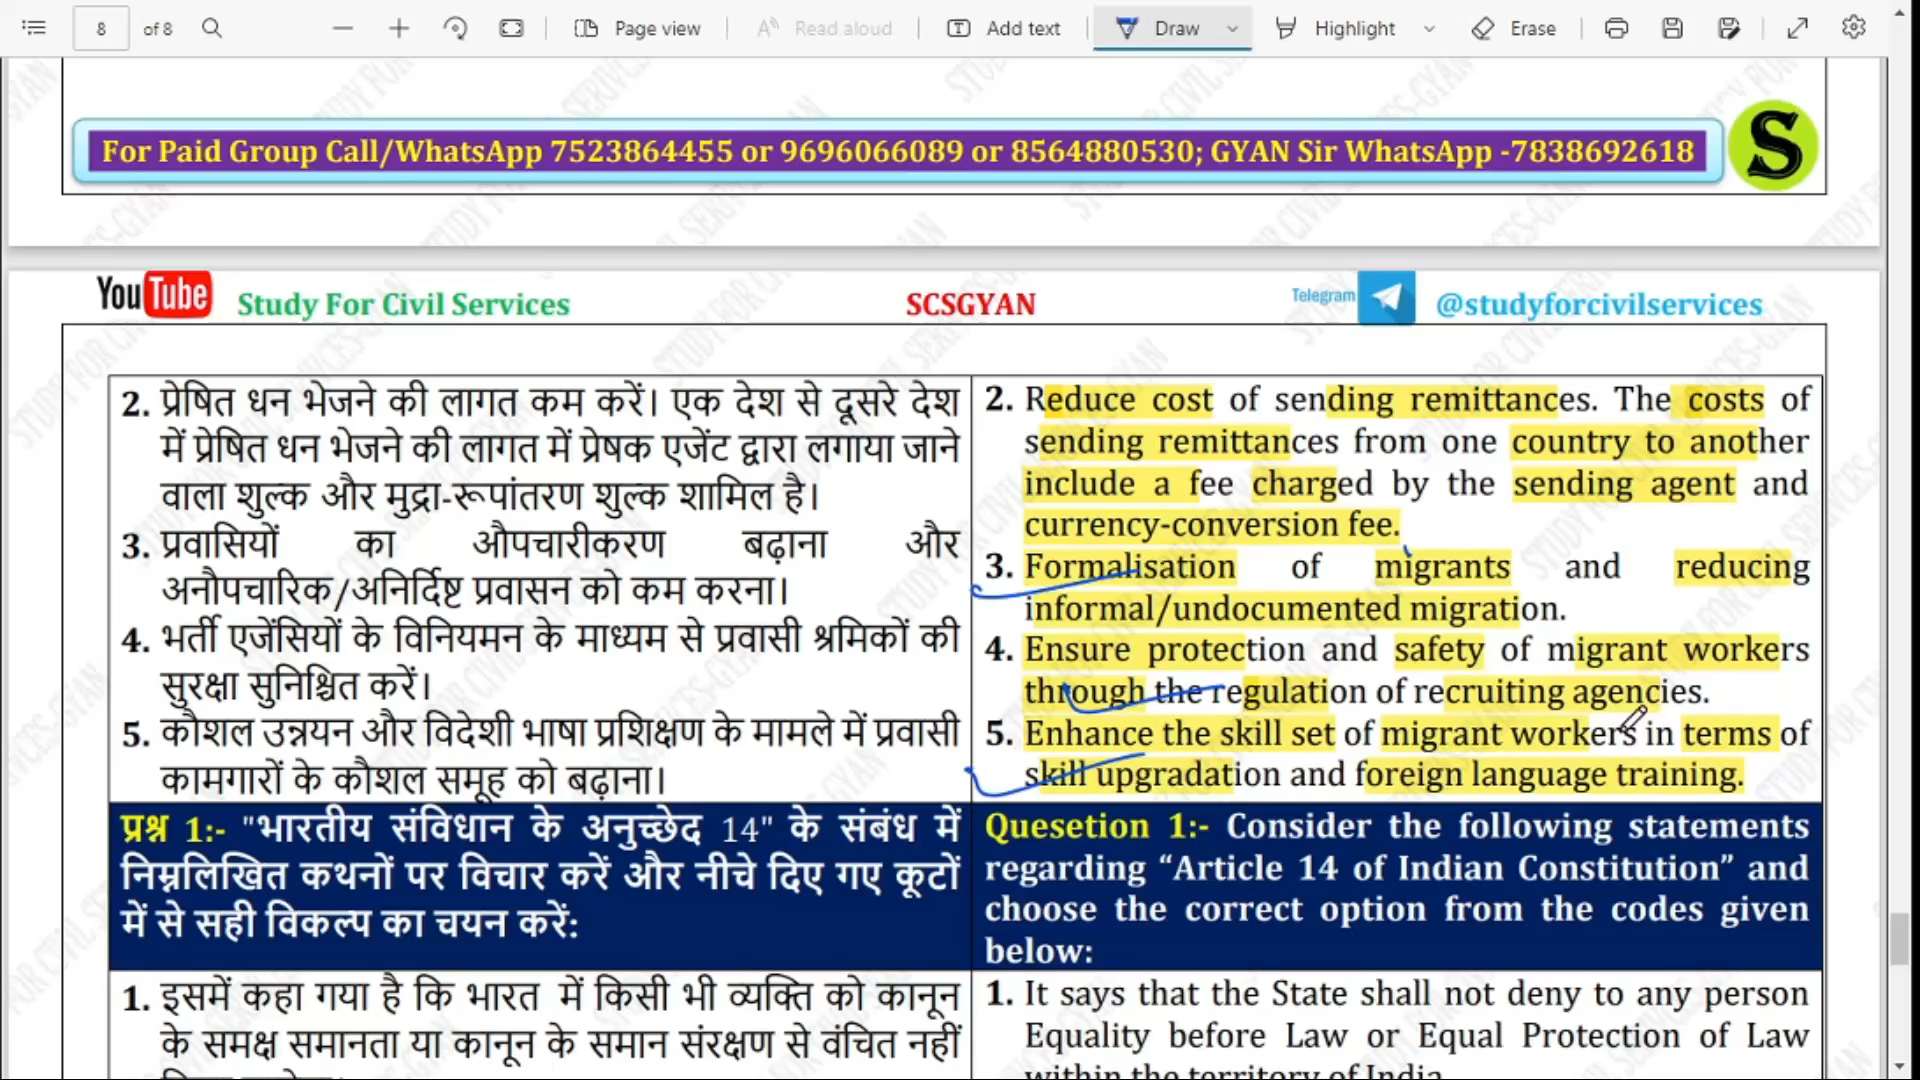 8 of 8 Page view Read aloud Add text Draw Highlight Erase
For Paid Group Call/WhatsApp 7523864455 or 9696066089 or 8564880530; GYAN Sir WhatsApp -7838692618
S
YouTube Study For Civil Services SCSGYAN Telegram @studyforcivilservices
2. प्रेषित धन भेजने की लागत कम करें। एक देश से दूसरे देश
में प्रेषित धन भेजने की लागत में प्रेषक एजेंट द्वारा लगाया जाने
वाला शुल्क और मुद्रा-रूपांतरण शुल्क शामिल है।
3. प्रवासियों का औपचारीकरण बढ़ाना और
अनौपचारिक/अनिर्दिष्ट प्रवासन को कम करना।
4. भर्ती एजेंसियों के विनियमन के माध्यम से प्रवासी श्रमिकों की
सुरक्षा सुनिश्चित करें।
5. कौशल उन्नयन और विदेशी भाषा प्रशिक्षण के मामले में प्रवासी
कामगारों के कौशल समूह को बढ़ाना।
प्रश्न 1:- "भारतीय संविधान के अनुच्छेद 14" के संबंध में
निम्नलिखित कथनों पर विचार करें और नीचे दिए गए कूटों
में से सही विकल्प का चयन करें:
1. इसमें कहा गया है कि भारत में किसी भी व्यक्ति को कानून
के समक्ष समानता या कानून के समान संरक्षण से वंचित नहीं
2. Reduce cost of sending remittances. The costs of
sending remittances from one country to another
include a fee charged by the sending agent and
currency-conversion fee.
3. Formalisation of migrants and reducing
informal/undocumented migration.
4. Ensure protection and safety of migrant workers
through the regulation of recruiting agencies.
5. Enhance the skill set of migrant workers in terms of
skill upgradation and foreign language training.
Quesetion 1:- Consider the following statements
regarding “Article 14 of Indian Constitution” and
choose the correct option from the codes given
below:
1. It says that the State shall not deny to any person
Equality before Law or Equal Protection of Law
within the territory of India